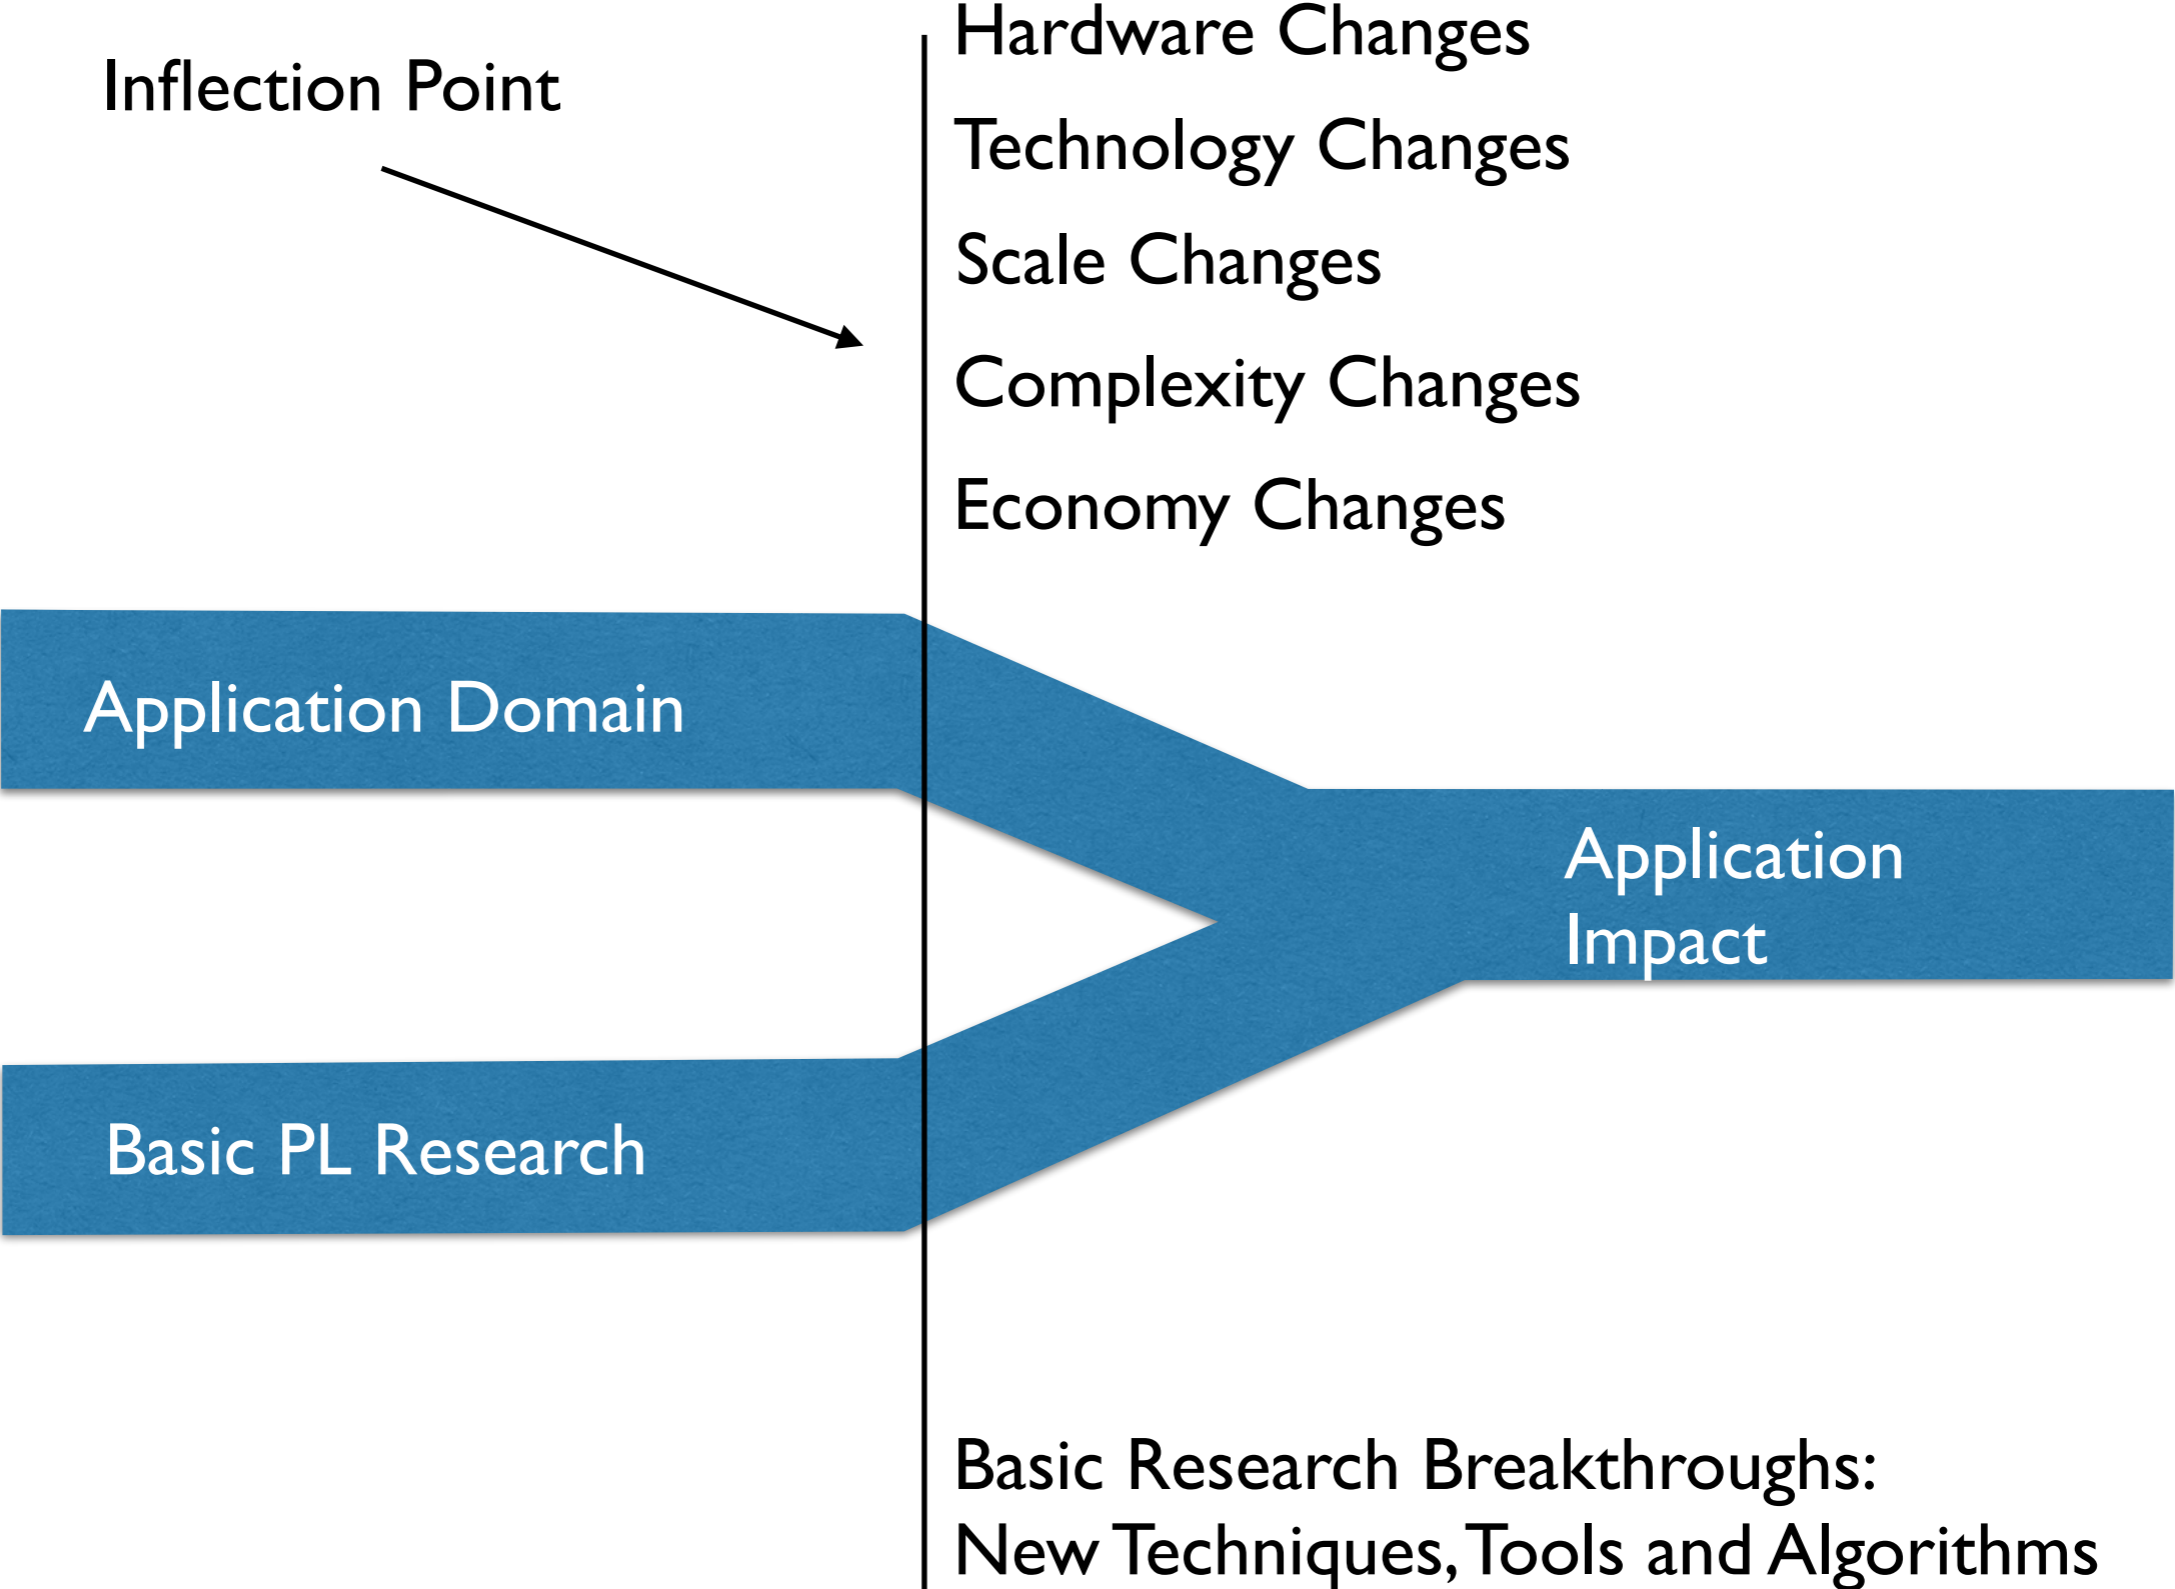 Inflection Point
Hardware Changes
Technology Changes
Scale Changes
Complexity Changes
Economy Changes
Application Domain
Application
Impact
Basic PL Research
Basic Research Breakthroughs:
New Techniques, Tools and Algorithms